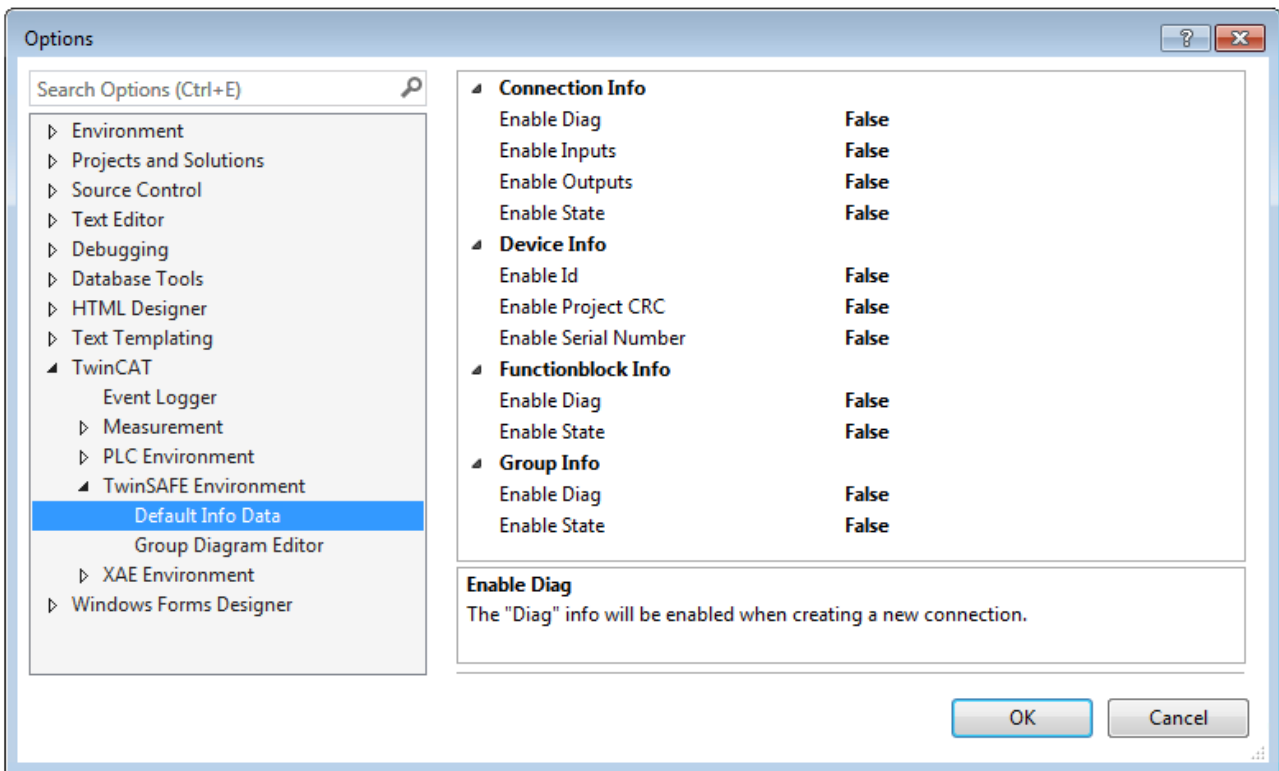 Options
Search Options (Ctrl+E)
Environment
Projects and Solutions
Source Control
Text Editor
Debugging
Database Tools
HTML Designer
Text Templating
TwinCAT
Event Logger
Measurement
PLC Environment
TwinSAFE Environment
Default Info Data
Group Diagram Editor
XAE Environment
Windows Forms Designer
Connection Info
Enable Diag False
Enable Inputs False
Enable Outputs False
Enable State False
Device Info
Enable Id False
Enable Project CRC False
Enable Serial Number False
Functionblock Info
Enable Diag False
Enable State False
Group Info
Enable Diag False
Enable State False
Enable Diag
The "Diag" info will be enabled when creating a new connection.
OK Cancel